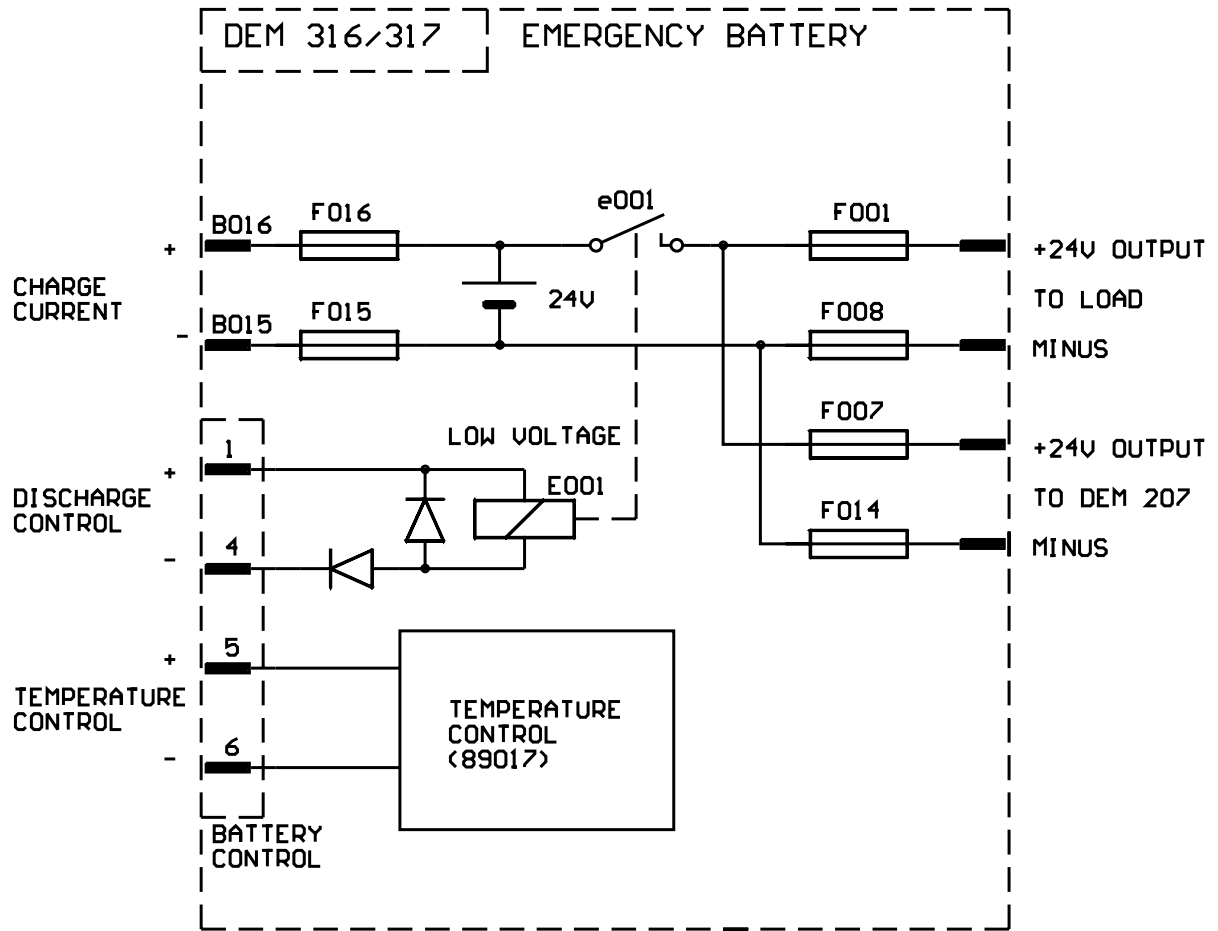 DEM 316/317
EMERGENCY BATTERY
e001
B016
F016
F001
+
+24V OUTPUT
CHARGE
CURRENT
24V
TO LOAD
B015
F015
F008
-
MINUS
F007
1
LOW VOLTAGE
+
+24V OUTPUT
E001
DISCHARGE
CONTROL
TO DEM 207
F014
4
-
MINUS
5
+
TEMPERATURE
CONTROL
TEMPERATURE
CONTROL
(89017)
6
-
BATTERY
CONTROL